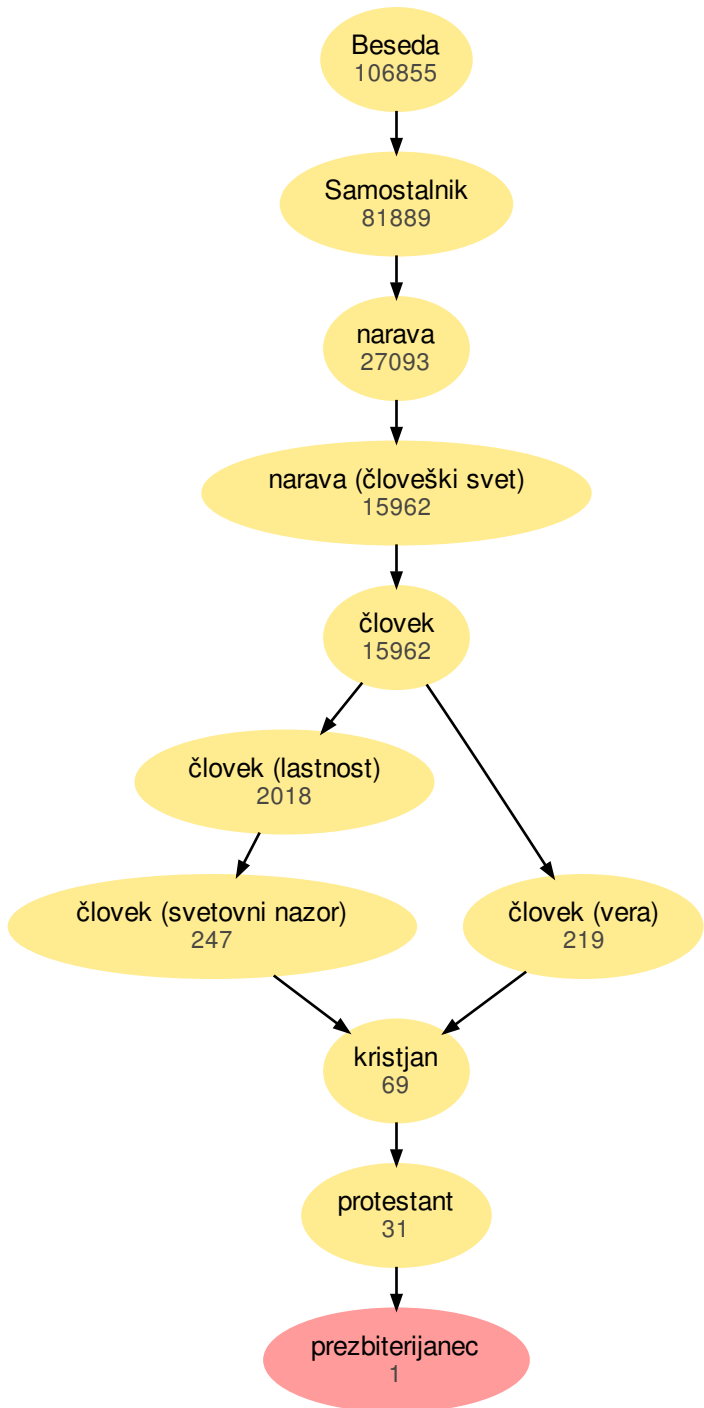 Beseda
106855
Samostalnik
81889
narava
27093
narava (človeški svet)
15962
človek
15962
človek (lastnost)
2018
človek (svetovni nazor)
247
človek (vera)
219
kristjan
69
protestant
31
prezbiterijanec
1